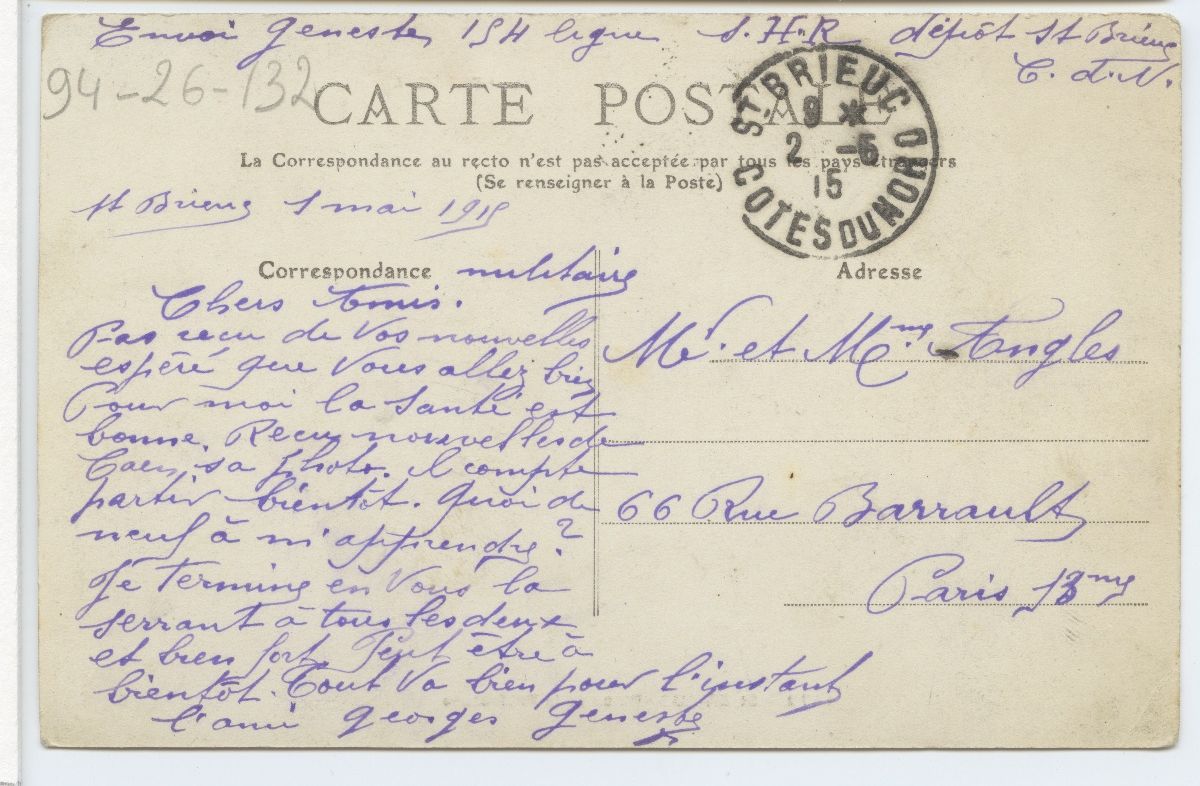 Envoi Geneste 154 ligne S.H.R dépôt St Brieuc
C. d. N.
94-26-132
CARTE POSTALE
ST BRIEUC COTES DU NORD
9 *
2 -5
15
La Correspondance au recto n'est pas acceptée par tous les pays étrangers
(Se renseigner à la Poste)
St Brieuc 1 mai 1915
Correspondance militaire
Adresse
Chers Amis.
Pas reçu de Vos nouvelles
espéré que Vous allez bien
Pour moi la santé est
bonne. Reçu nouvelles de
sa photo. il compte
partir bientôt. Quoi de
neuf à m'apprendre?
Je termine en Vous la
serrant à tous les deux
et bien fort. Peut être à
bientôt. Tout Va bien pour l'instant
l'ami Georges Geneste
Mr. et Mme Angles
66 Rue Barrault
Paris 13me